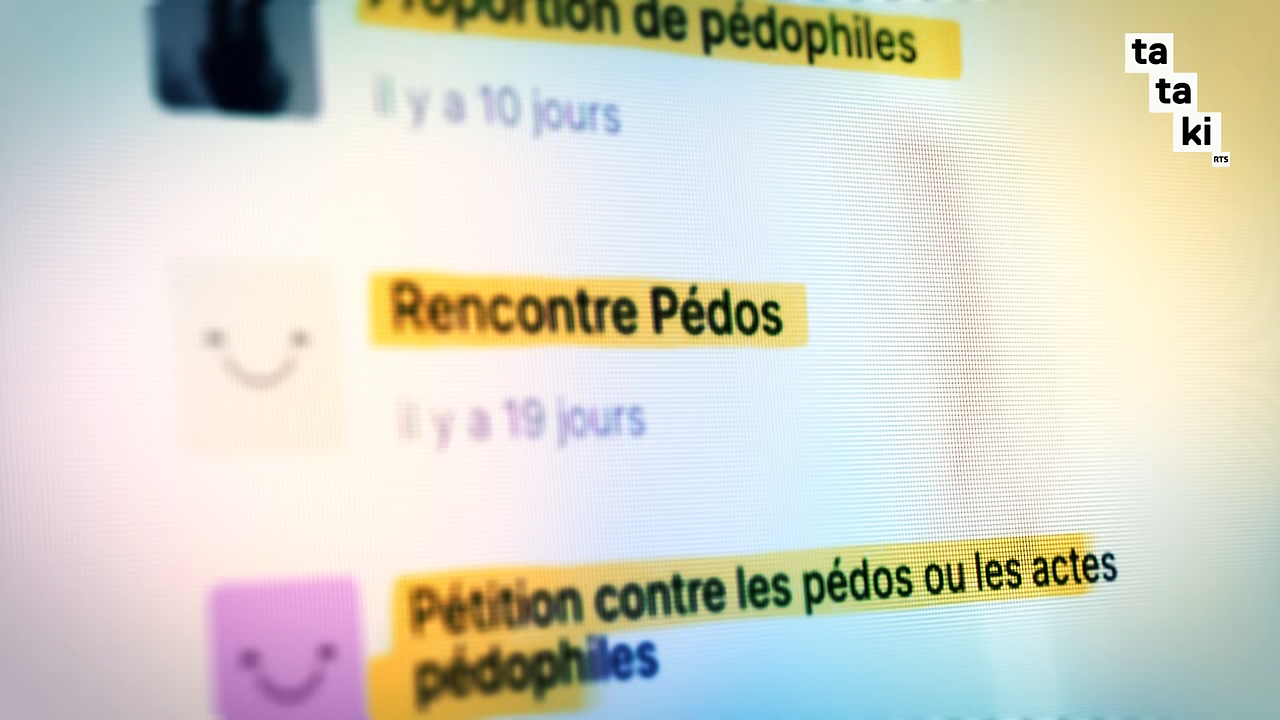 Proportion de pédophiles
il y a 10 jours
ta
ta
ki
RTS
Rencontre Pédos
il y a 19 jours
Pétition contre les pédos ou les actes
pédophiles